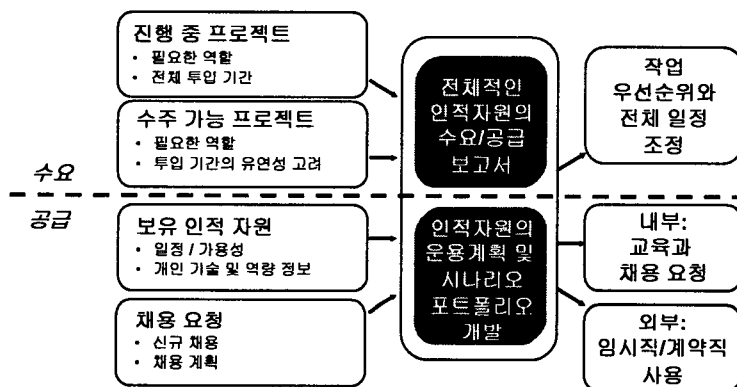 진행 중 프로젝트
• 필요한 역할
• 전체 투입 기간
수주 가능 프로젝트
• 필요한 역할
• 투입 기간의 유연성 고려
수요
공급
보유 인적 자원
• 일정 / 가용성
• 개인 기술 및 역량 정보
채용 요청
• 신규 채용
• 채용 계획
전체적인
인적자원의
수요/공급
보고서
인적자원의
운용계획 및
시나리오
포트폴리오
개발
작업
우선순위와
전체 일정
조정
내부:
교육과
채용 요청
외부:
임시직/계약직
사용